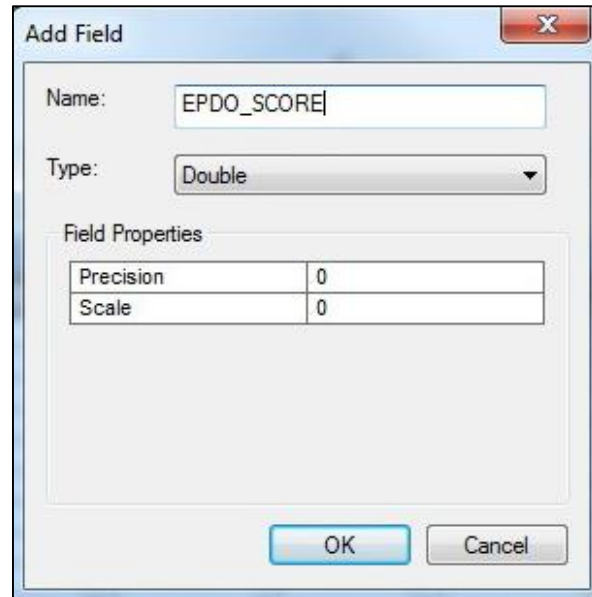 Add Field
Name: EPDO_SCORE
Type: Double
Field Properties
Precision 0
Scale 0
OK Cancel